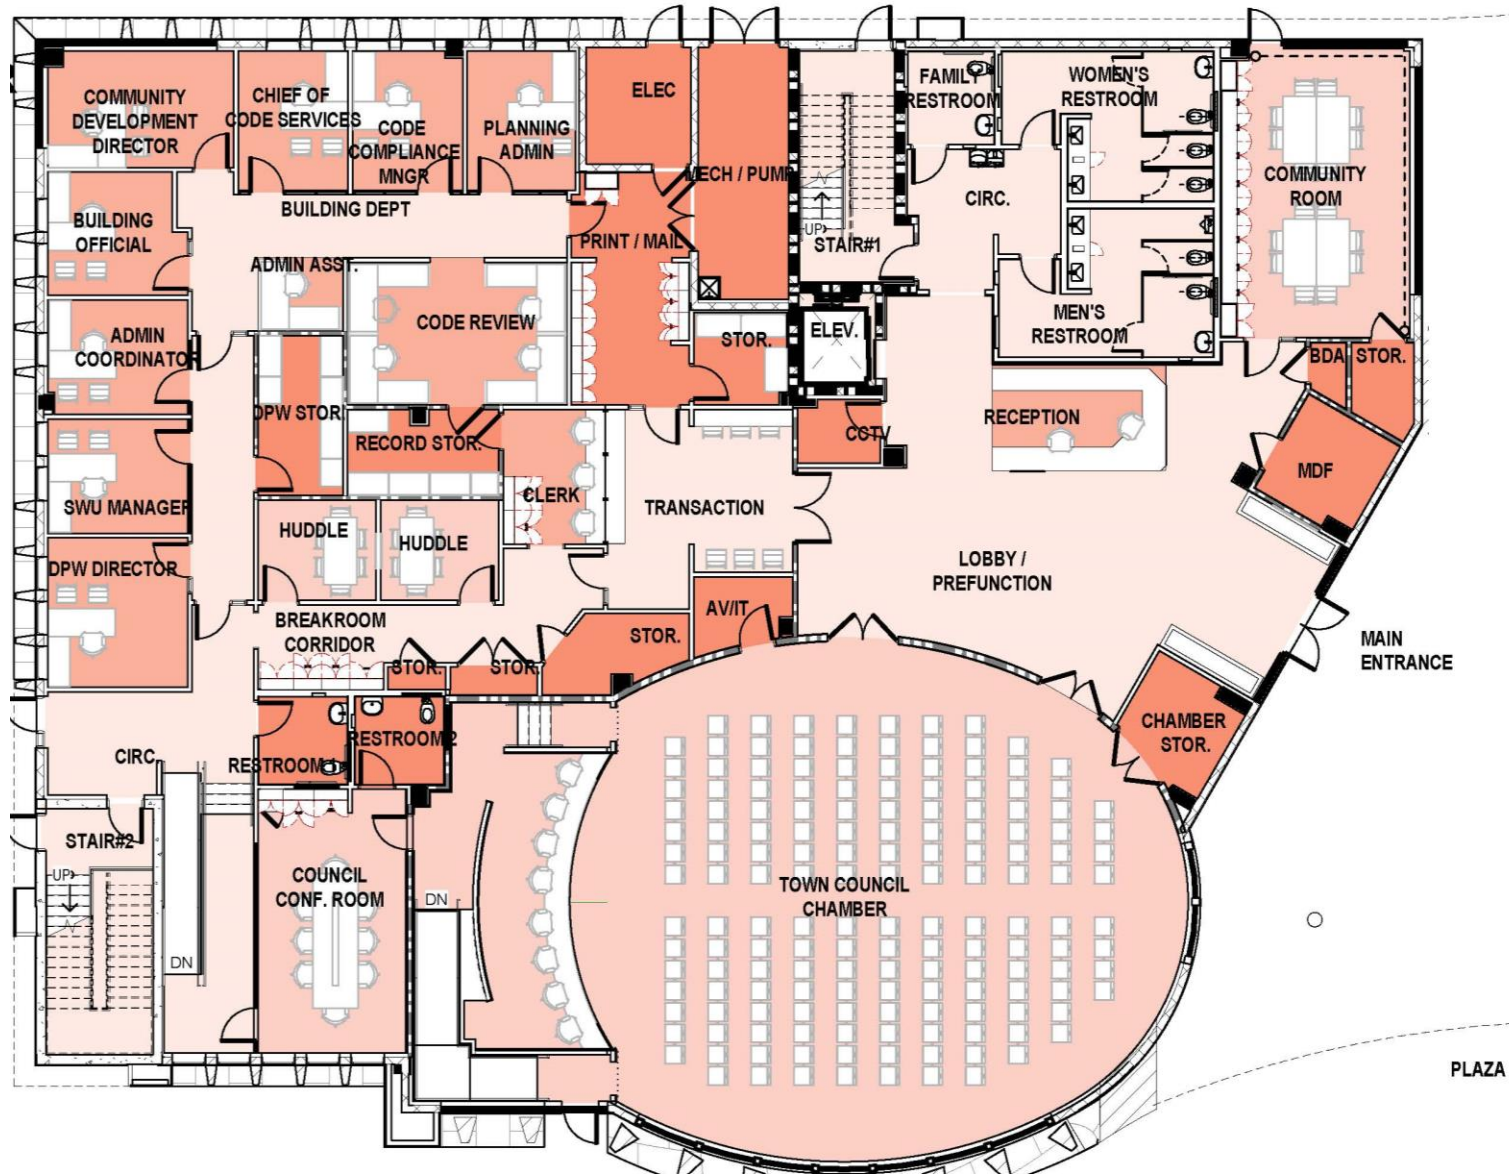 COMMUNITY
DEVELOPMENT
DIRECTOR
CHIEF OF
CODE SERVICES
CODE
COMPLIANCE
MNGR
PLANNING
ADMIN
ELEC
MECH / PUMP
UP
STAIR#1
FAMILY
RESTROOM
WOMEN'S
RESTROOM
CIRC.
COMMUNITY
ROOM
BUILDING
OFFICIAL
BUILDING DEPT
PRINT / MAIL
ADMIN ASST.
CODE REVIEW
ADMIN
COORDINATOR
STOR.
ELEV.
MEN'S
RESTROOM
BDA
STOR.
DPW STOR.
RECORD STOR.
CCTV
RECEPTION
MDF
SWU MANAGER
CLERK
TRANSACTION
HUDDLE
HUDDLE
LOBBY /
PREFUNCTION
DPW DIRECTOR
BREAKROOM
CORRIDOR
AV/IT
STOR.
STOR.
STOR.
MAIN
ENTRANCE
CIRC.
RESTROOM 1
RESTROOM 2
CHAMBER
STOR.
STAIR#2
UP
DN
COUNCIL
CONF. ROOM
DN
TOWN COUNCIL
CHAMBER
PLAZA